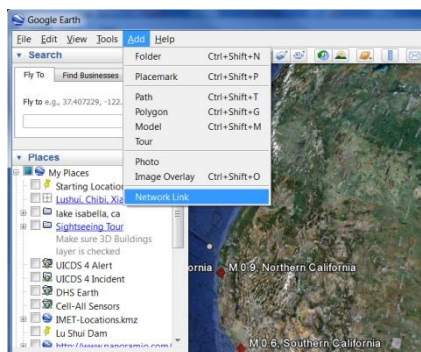 Google Earth
File Edit View Tools Add Help
Search
Fly To Find Businesses
Fly to e.g., 37.407229, -122.
Folder Ctrl+Shift+N
Placemark Ctrl+Shift+P
Path Ctrl+Shift+T
Polygon Ctrl+Shift+G
Model Ctrl+Shift+M
Tour
Photo
Image Overlay Ctrl+Shift+O
Network Link
Places
My Places
Starting Location
Lushui, Chibi, Xia
lake isabella, ca
Sightseeing Tour
Make sure 3D Buildings
layer is checked
UICDS 4 Alert
UICDS 4 Incident
DHS Earth
Cell-All Sensors
IMET-Locations.kmz
Lu Shui Dam
http://www.panoramio.com/
ornia
M 0.9, Northern California
M 0.6, Southern California